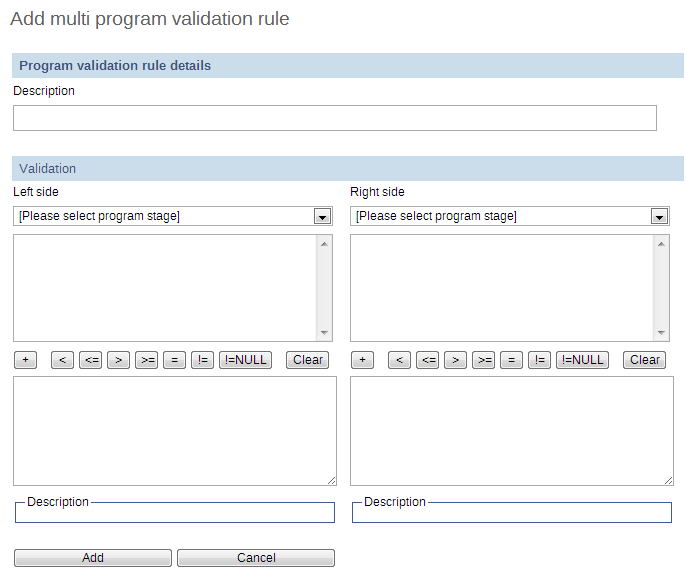 Add multi program validation rule
Program validation rule details
Description
Validation
Left side Right side
[Please select program stage] [Please select program stage]
+ < <= > >= = != !=NULL Clear + < <= > >= = != !=NULL Clear
Description Description
Add Cancel